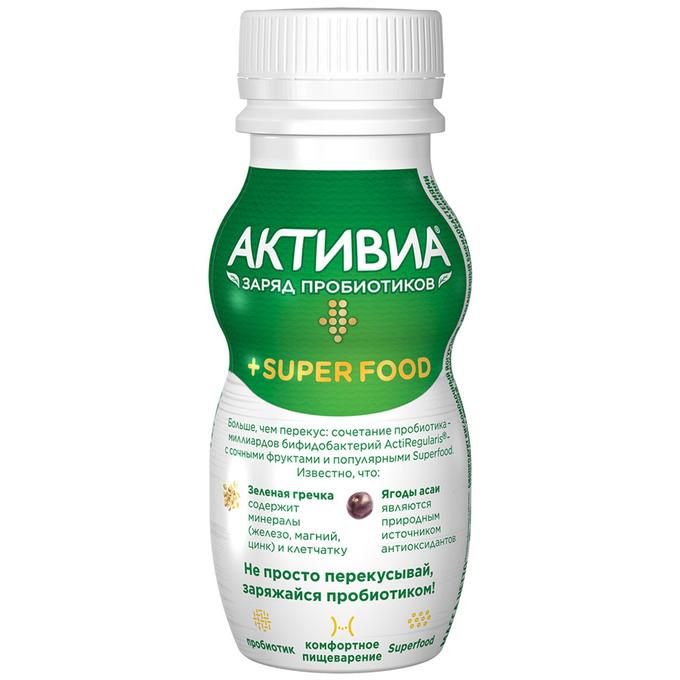 АКТИВИА®
ЗАРЯД ПРОБИОТИКОВ
+ SUPER FOOD
Больше, чем перекус: сочетание пробиотика-
миллиардов бифидобактерий ActiRegularis®-
с сочными фруктами и популярными Superfood.
Известно, что:
Зеленая гречка
содержит
минералы
(железо, магний,
цинк) и клетчатку
Ягоды асаи
являются
природным
источником
антиоксидантов
Не просто перекусывай,
заряжайся пробиотиком!
пробиотик
комфортное
пищеварение
Superfood